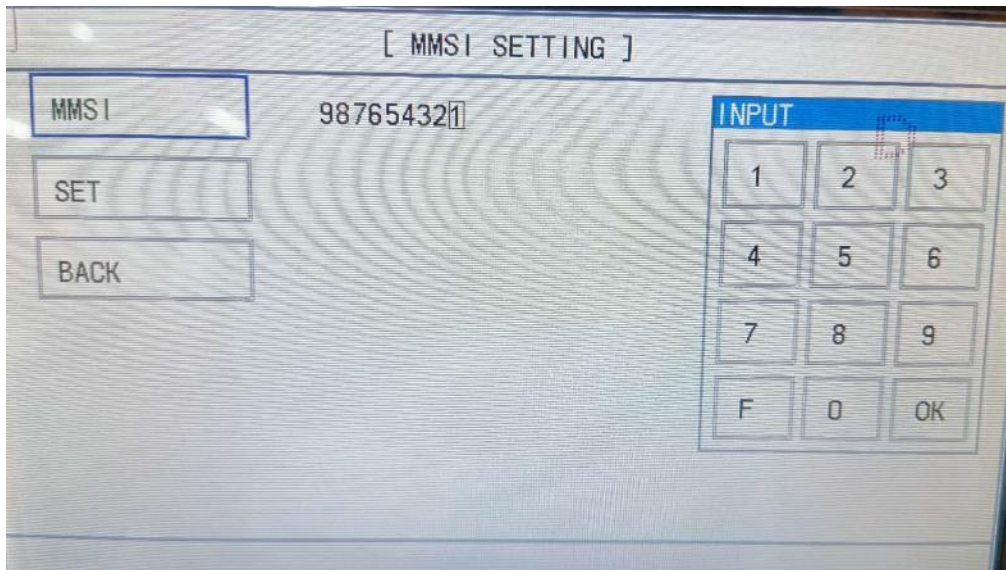 [ MMSI SETTING ]
MMSI 987654321
SET
BACK
INPUT
1 2 3
4 5 6
7 8 9
F 0 OK